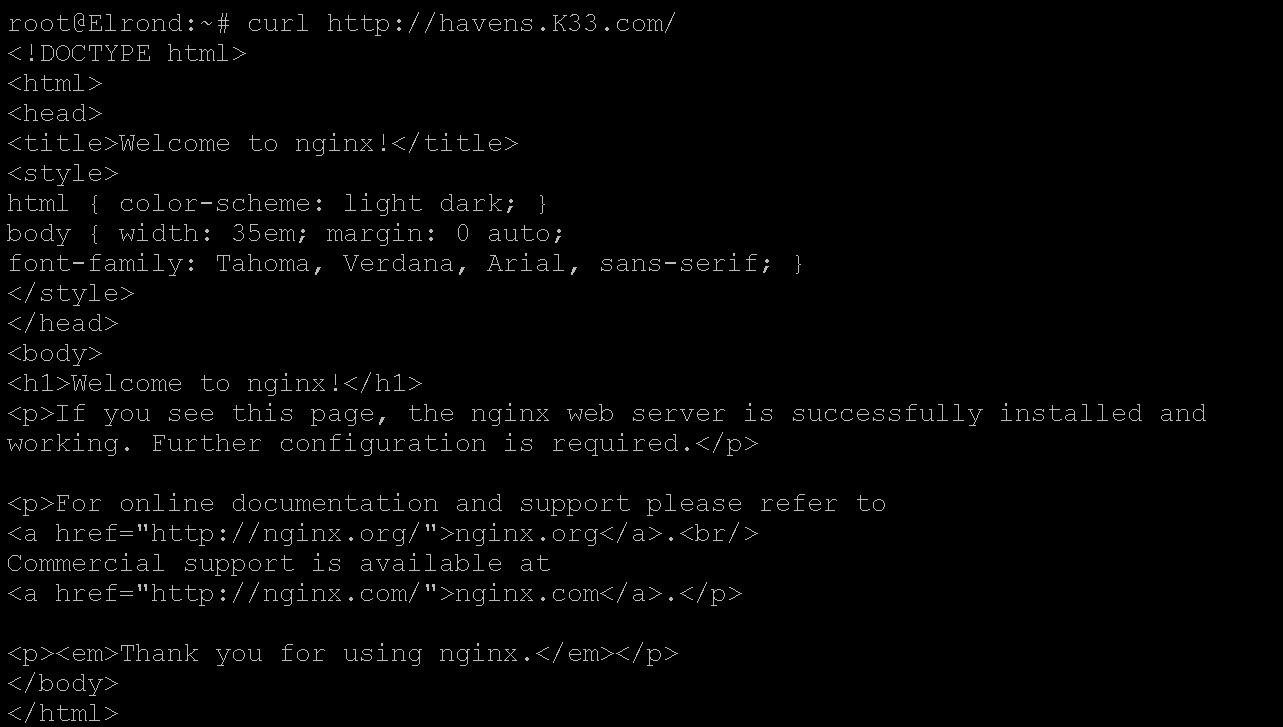 root@Elrond:~# curl http://havens.K33.com/
<!DOCTYPE html>
<html>
<head>
<title>Welcome to nginx!</title>
<style>
html { color-scheme: light dark; }
body { width: 35em; margin: 0 auto;
font-family: Tahoma, Verdana, Arial, sans-serif; }
</style>
</head>
<body>
<h1>Welcome to nginx!</h1>
<p>If you see this page, the nginx web server is successfully installed and
working. Further configuration is required.</p>

<p>For online documentation and support please refer to
<a href="http://nginx.org/">nginx.org</a>.<br/>
Commercial support is available at
<a href="http://nginx.com/">nginx.com</a>.</p>

<p><em>Thank you for using nginx.</em></p>
</body>
</html>